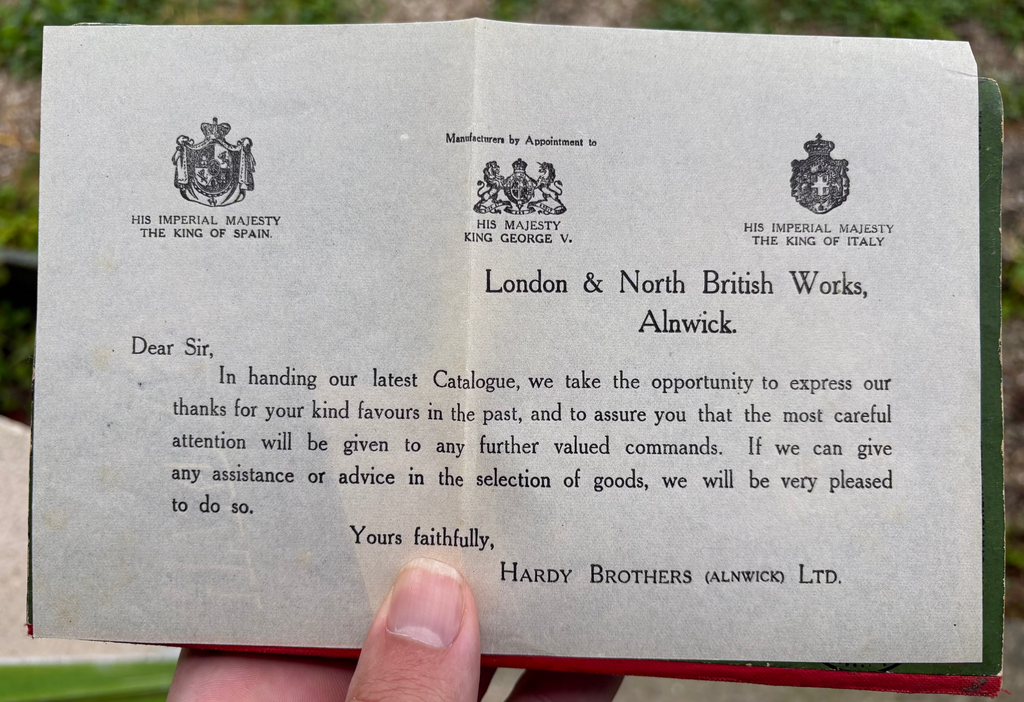 Manufacturers by Appointment to
HIS IMPERIAL MAJESTY
THE KING OF SPAIN.
HIS MAJESTY
KING GEORGE V.
HIS IMPERIAL MAJESTY
THE KING OF ITALY
London & North British Works,
Alnwick.
Dear Sir,
In handing our latest Catalogue, we take the opportunity to express our
thanks for your kind favours in the past, and to assure you that the most careful
attention will be given to any further valued commands. If we can give
any assistance or advice in the selection of goods, we will be very pleased
to do so.
Yours faithfully,
HARDY BROTHERS (ALNWICK) LTD.